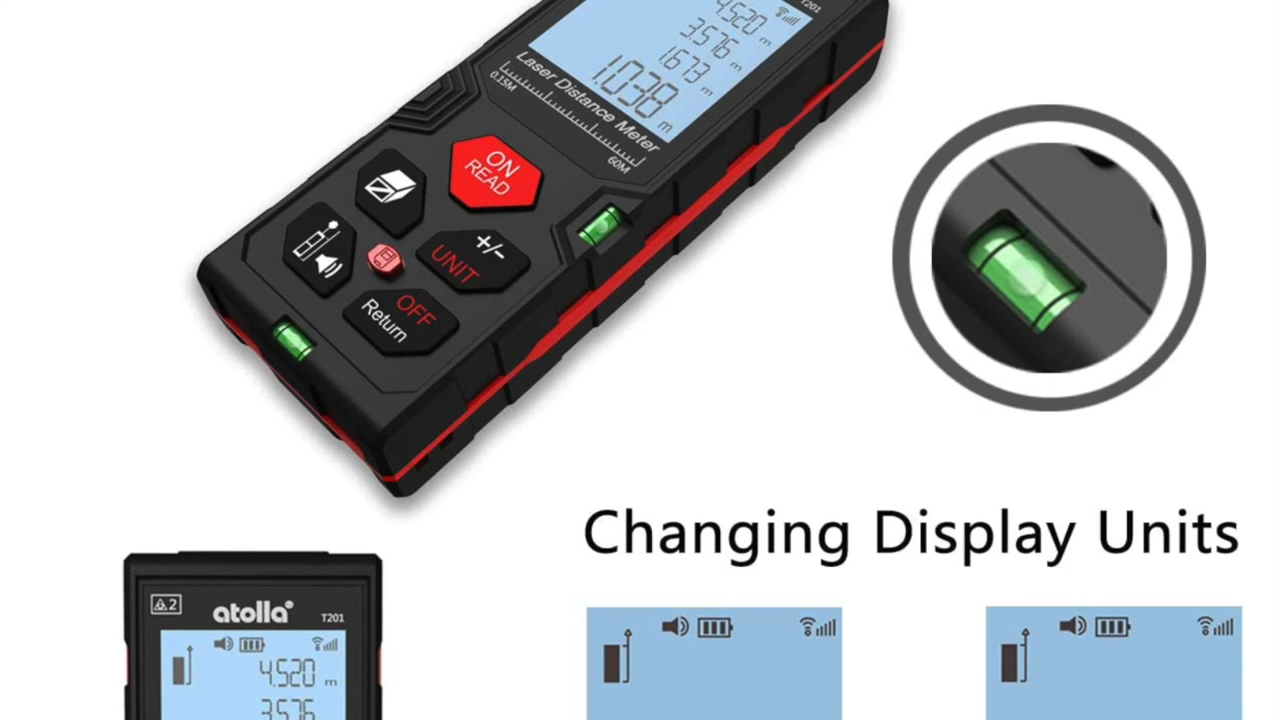 T201
4.520 m
3.576 m
1.673 m
1.038 m
Laser Distance Meter
0.15M
60M
ON
READ
+/-
UNIT
OFF
Return
Changing Display Units
2
atolla
T201
4.520 m
3.576